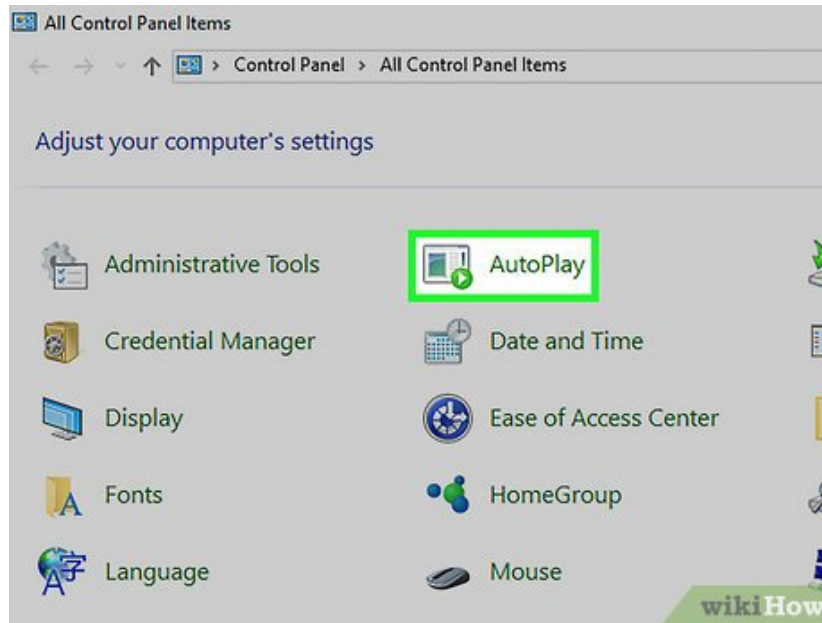 All Control Panel Items
Control Panel > All Control Panel Items
Adjust your computer's settings
Administrative Tools
AutoPlay
Credential Manager
Date and Time
Display
Ease of Access Center
Fonts
HomeGroup
Language
Mouse
wikiHow